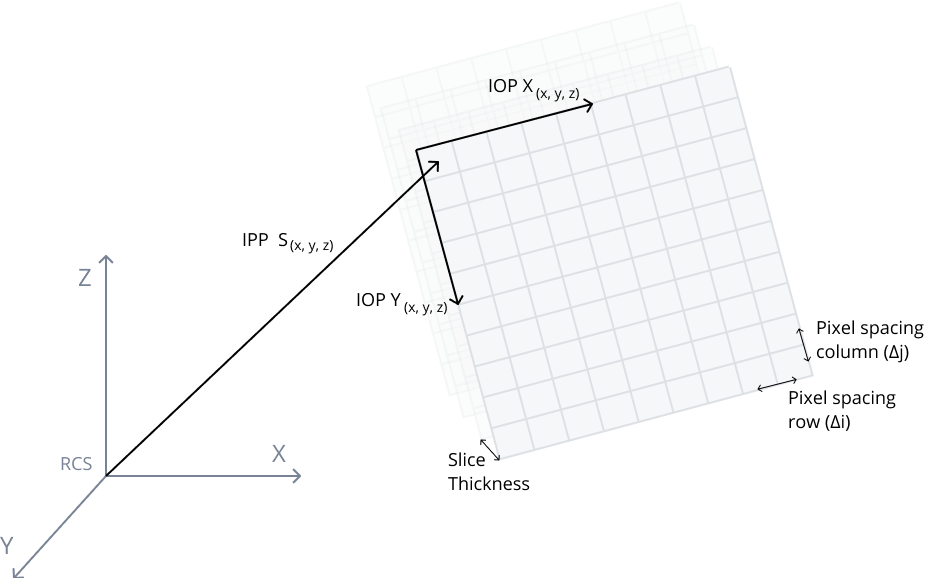 IOP X (x, y, z)
IPP S (x, y, z)
Z
IOP Y (x, y, z)
Pixel spacing
column (Δj)
Pixel spacing
row (Δi)
X
RCS
Slice
Thickness
Y